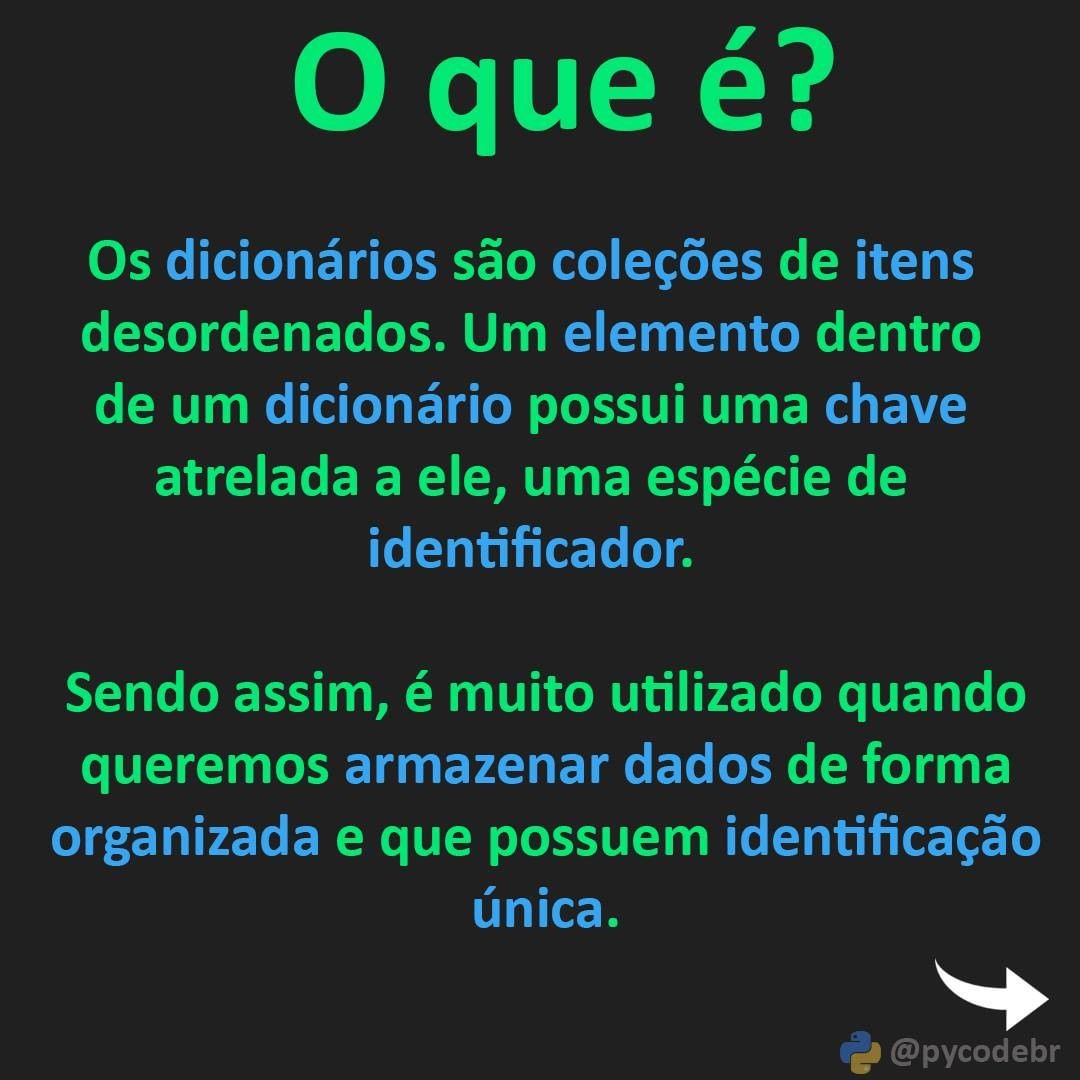 O que é?
Os dicionários são coleções de itens
desordenados. Um elemento dentro
de um dicionário possui uma chave
atrelada a ele, uma espécie de
identificador.
Sendo assim, é muito utilizado quando
queremos armazenar dados de forma
organizada e que possuem identificação
única.
@pycodebr